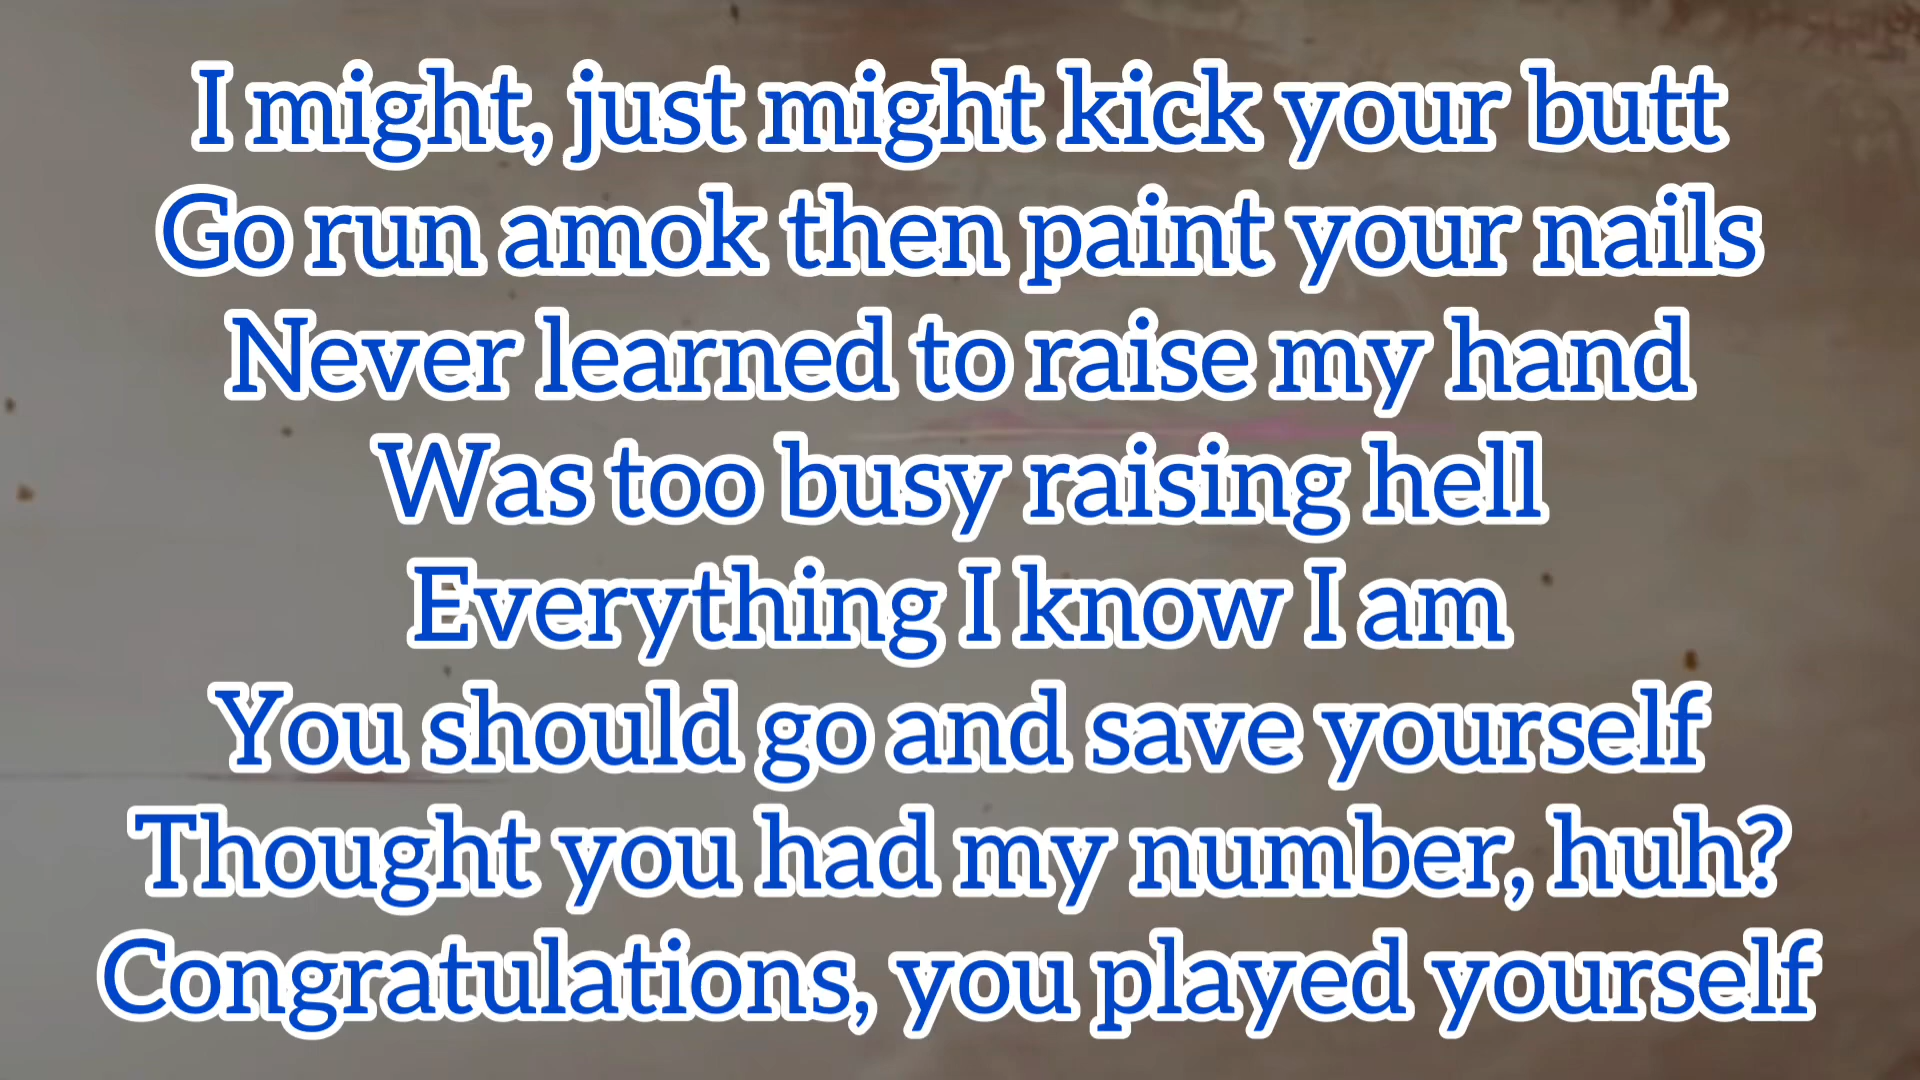 I might, just might kick your butt
Go run amok then paint your nails
Never learned to raise my hand
Was too busy raising hell
Everything I know I am
You should go and save yourself
Thought you had my number, huh?
Congratulations, you played yourself